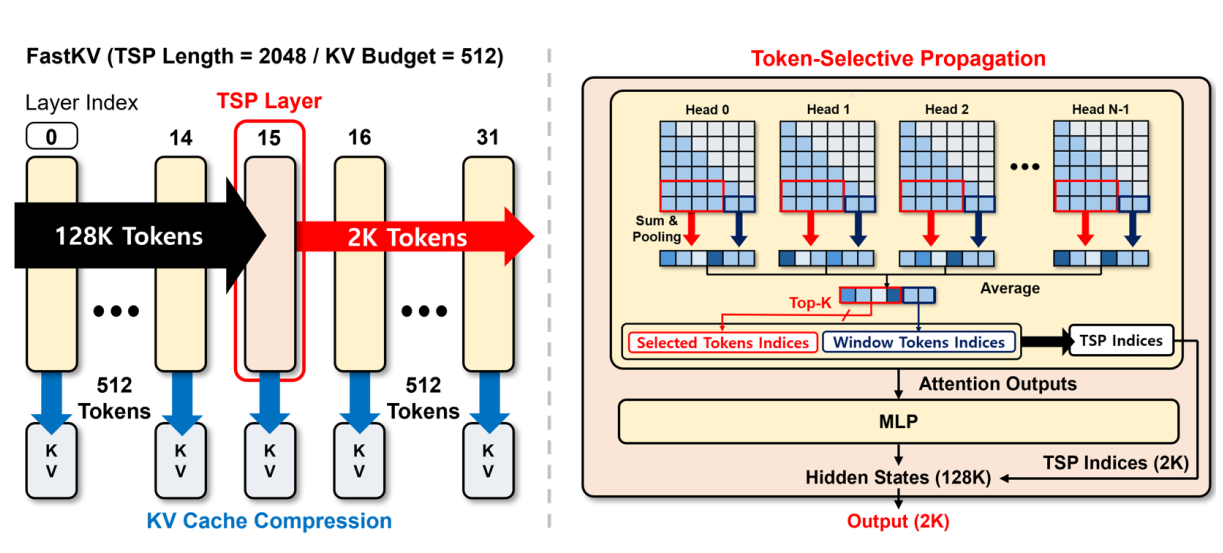 FastKV (TSP Length = 2048 / KV Budget = 512)
Layer Index
TSP Layer
0
14
15
16
31
128K Tokens
2K Tokens
512
Tokens
512
Tokens
K
V
K
V
K
V
K
V
K
V
KV Cache Compression
Token-Selective Propagation
Head 0
Head 1
Head 2
Head N-1
Sum &
Pooling
Average
Top-K
Selected Tokens Indices
Window Tokens Indices
TSP Indices
Attention Outputs
MLP
TSP Indices (2K)
Hidden States (128K)
Output (2K)